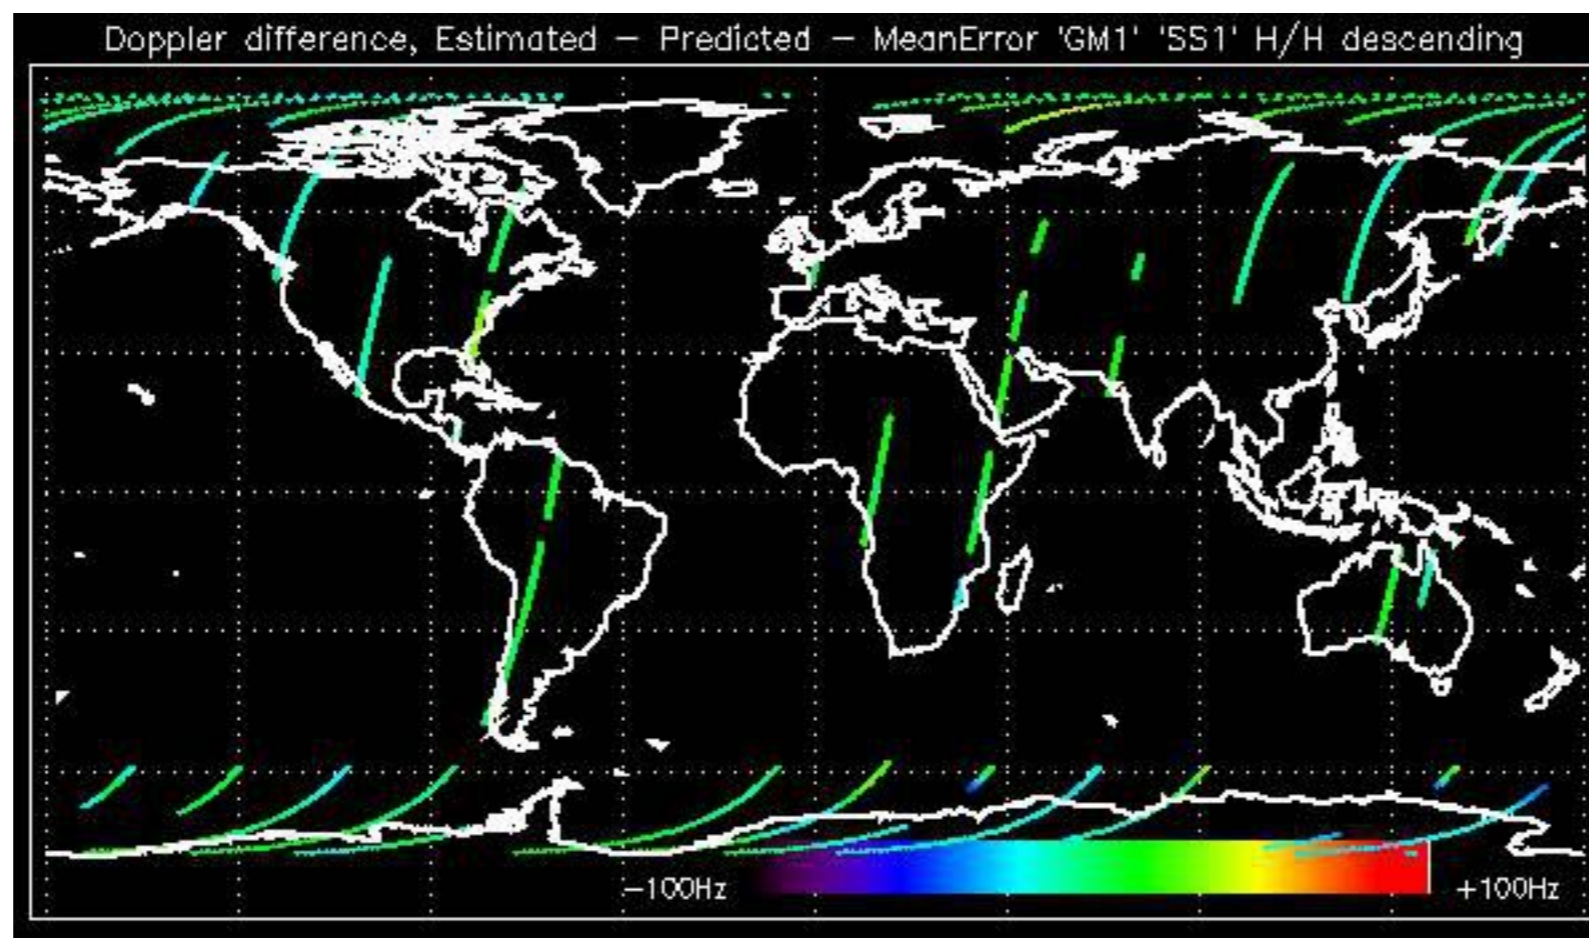 Doppler difference, Estimated – Predicted – MeanError 'GM1' 'SS1' H/H descending
-100Hz
+100Hz